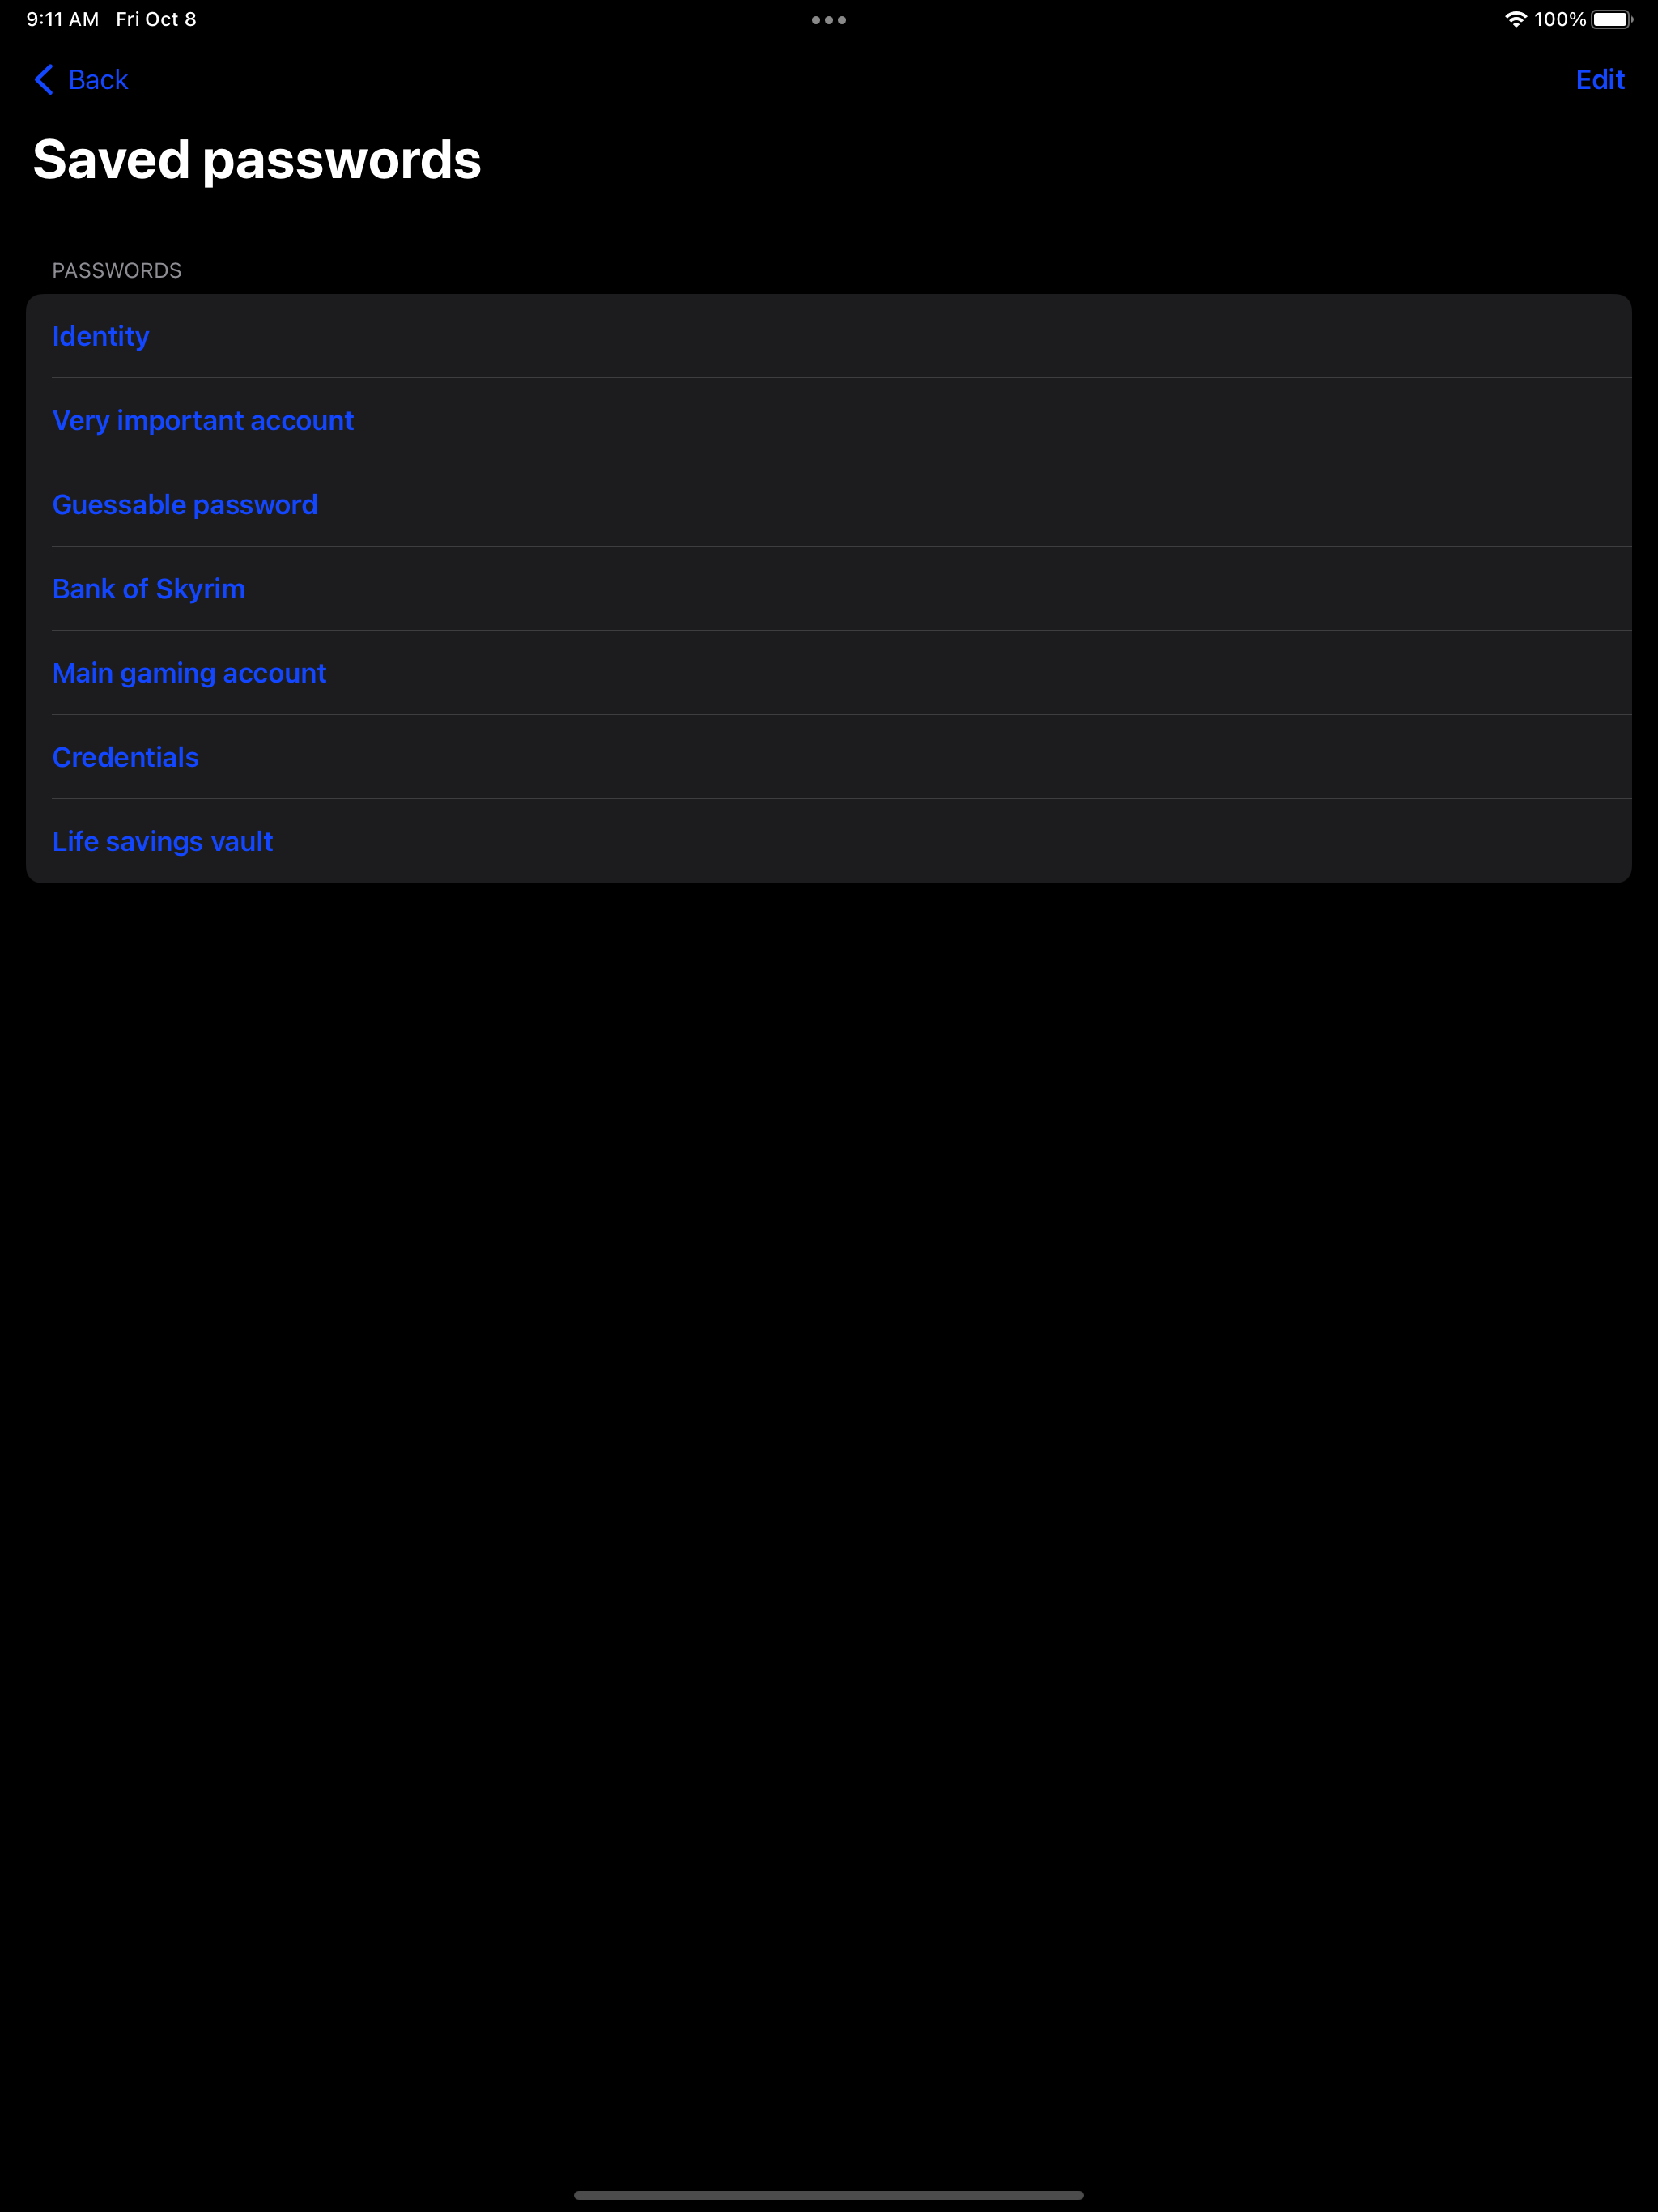 9:11 AM Fri Oct 8
100%
Back
Edit
Saved passwords
PASSWORDS
Identity
Very important account
Guessable password
Bank of Skyrim
Main gaming account
Credentials
Life savings vault